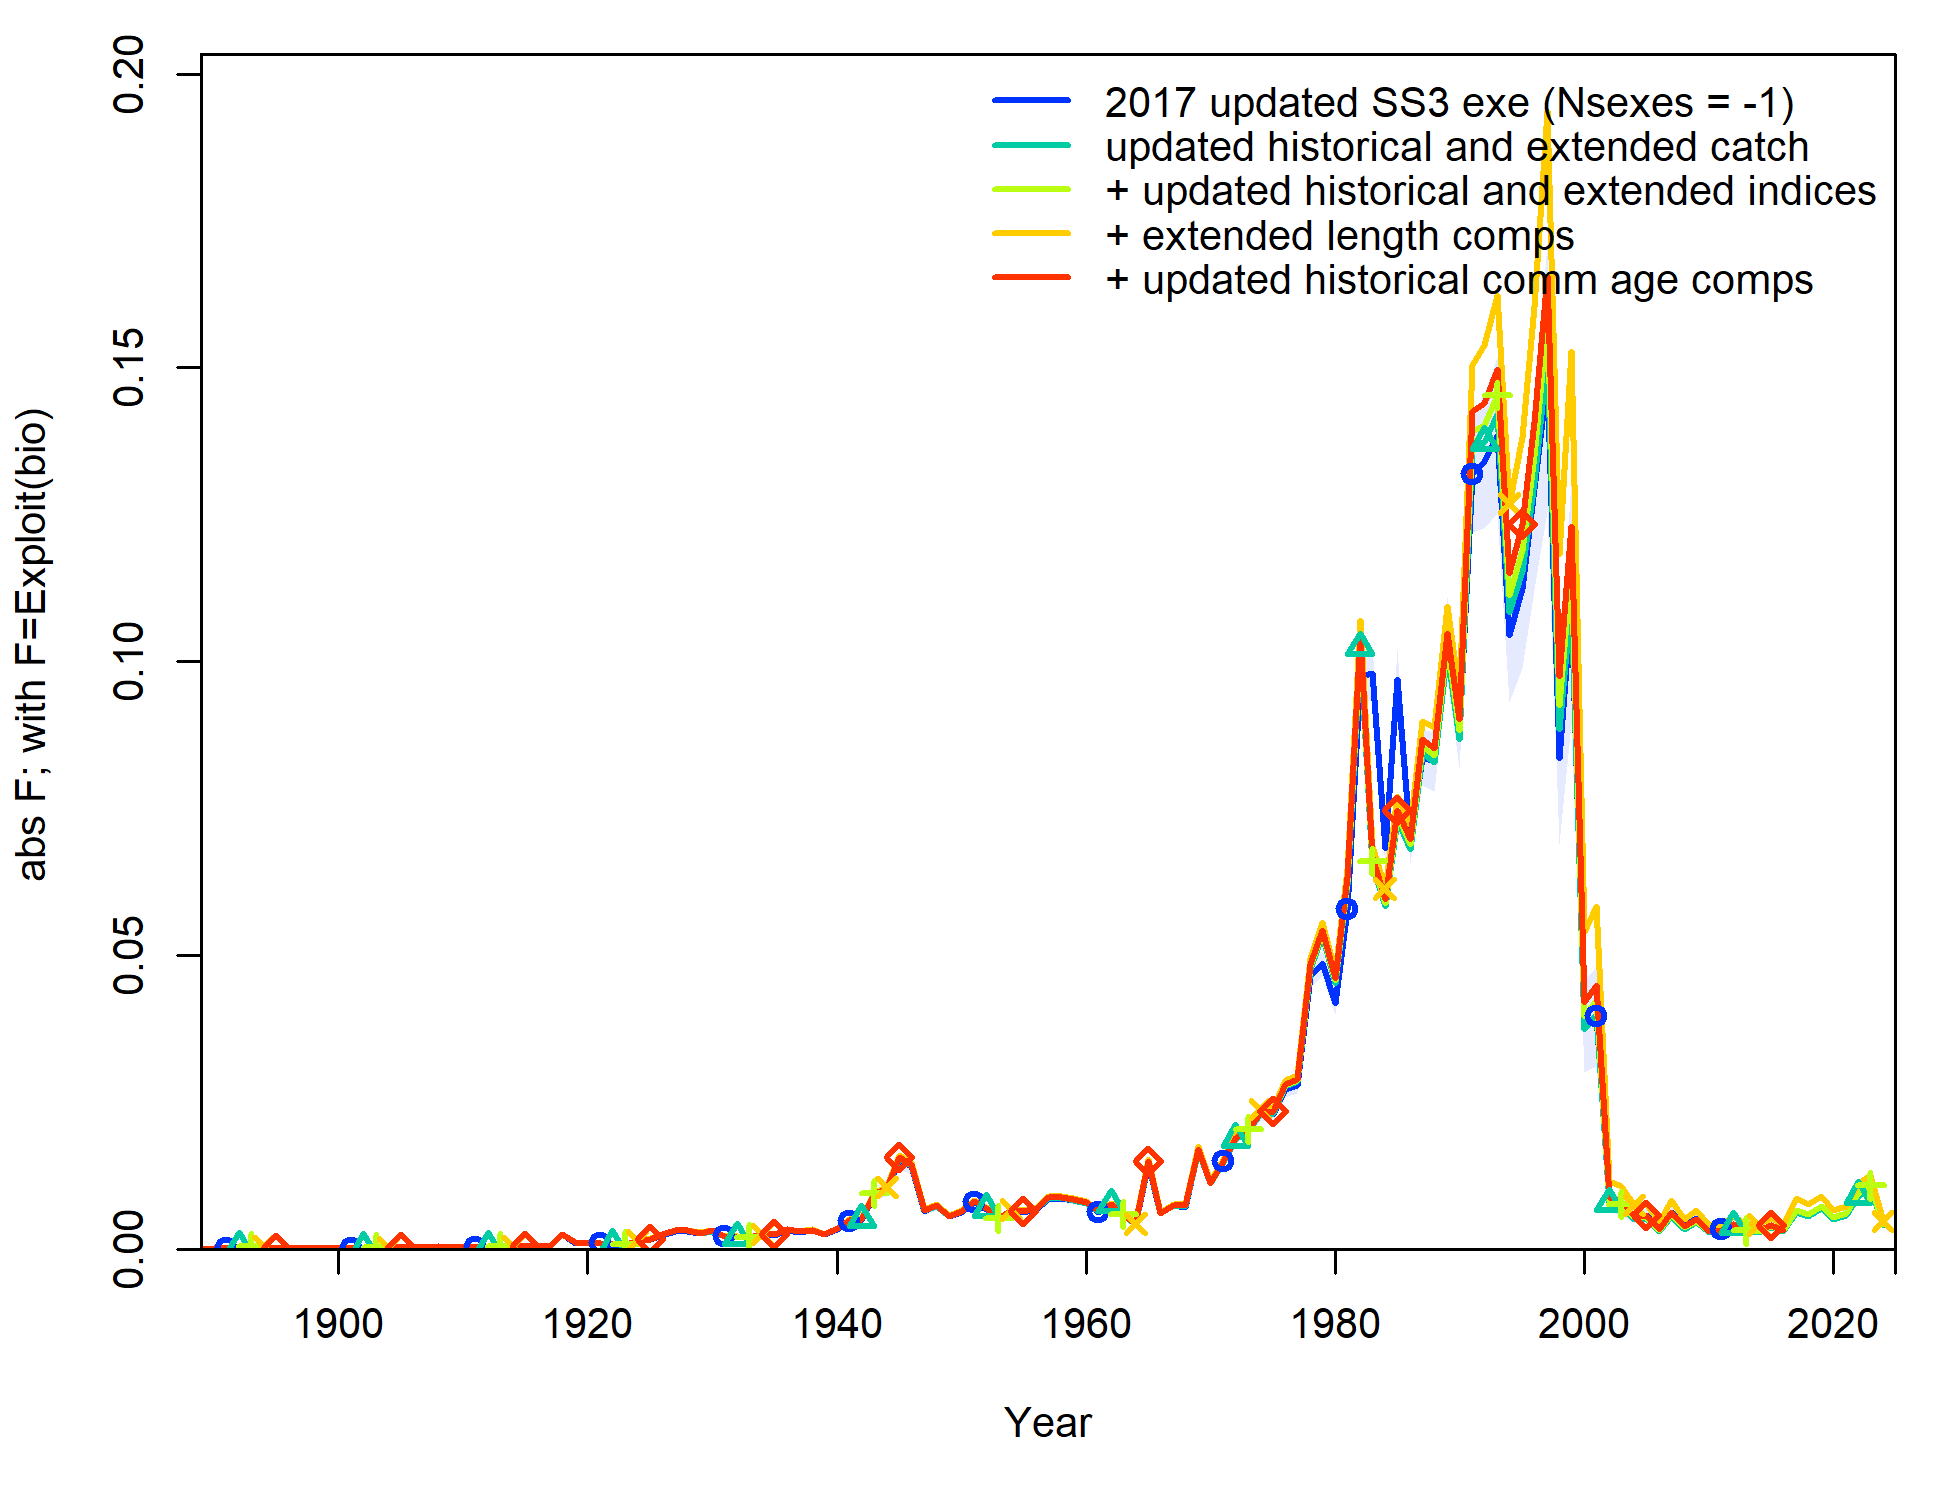 2017 updated SS3 exe (Nsexes = -1)
updated historical and extended catch
+ updated historical and extended indices
+ extended length comps
+ updated historical comm age comps
abs F; with F=Exploit(bio)
0.20
0.15
0.10
0.05
0.00
1900 1920 1940 1960 1980 2000 2020
Year